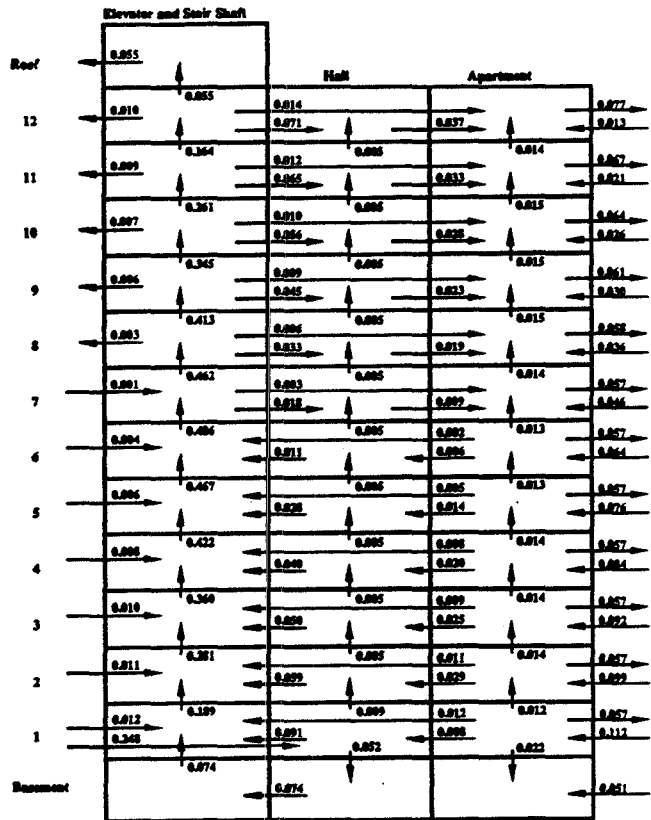 Elevator and Stair Shaft
Roof 0.055 Hall Apartment
0.055
12 0.010 0.014 0.077
0.071 0.037 0.013
0.164 0.005 0.014
11 0.009 0.012 0.067
0.065 0.033 0.021
0.261 0.005 0.015
10 0.007 0.010 0.064
0.056 0.028 0.026
0.345 0.005 0.015
9 0.006 0.009 0.061
0.045 0.023 0.030
0.413 0.005 0.015
8 0.003 0.006 0.058
0.033 0.019 0.036
0.462 0.005 0.014
7 0.001 0.003 0.057
0.018 0.009 0.046
0.486 0.005 0.013
6 0.004 0.002 0.057
0.011 0.006 0.064
0.467 0.005 0.013
5 0.006 0.005 0.057
0.028 0.014 0.076
0.422 0.005 0.014
4 0.008 0.008 0.057
0.040 0.020 0.084
0.360 0.005 0.014
3 0.010 0.009 0.057
0.050 0.025 0.092
0.281 0.005 0.014
2 0.011 0.011 0.057
0.059 0.029 0.099
0.189 0.009 0.012
1 0.012 0.012 0.057
0.248 0.091 0.008 0.112
0.074 0.052 0.022
Basement 0.074 0.051